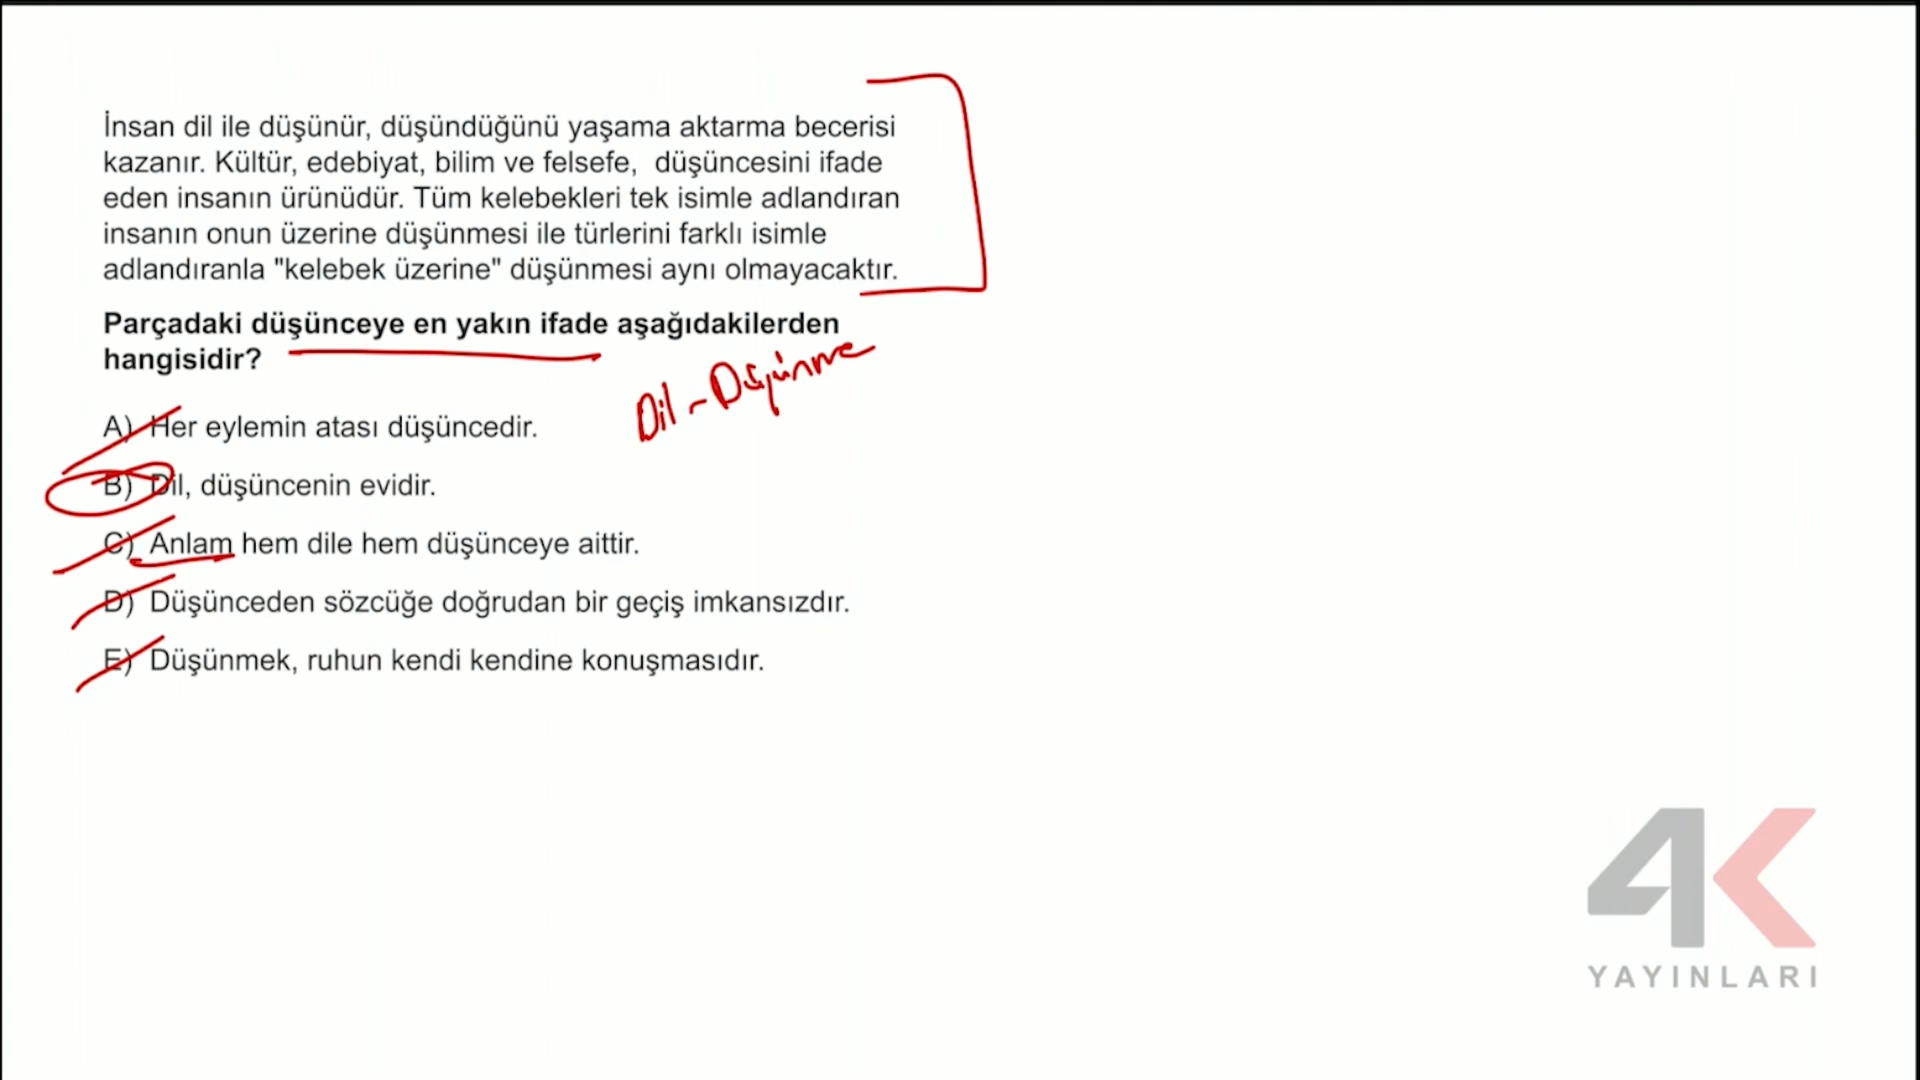 İnsan dil ile düşünür, düşündüğünü yaşama aktarma becerisi
kazanır. Kültür, edebiyat, bilim ve felsefe, düşüncesini ifade
eden insanın ürünüdür. Tüm kelebekleri tek isimle adlandıran
insanın onun üzerine düşünmesi ile türlerini farklı isimle
adlandıranla "kelebek üzerine" düşünmesi aynı olmayacaktır.
Parçadaki düşünceye en yakın ifade aşağıdakilerden
hangisidir?
Dil - Düşünme
A) Her eylemin atası düşüncedir.
B) Dil, düşüncenin evidir.
C) Anlam hem dile hem düşünceye aittir.
D) Düşünceden sözcüğe doğrudan bir geçiş imkansızdır.
E) Düşünmek, ruhun kendi kendine konuşmasıdır.
4K
YAYINLARI